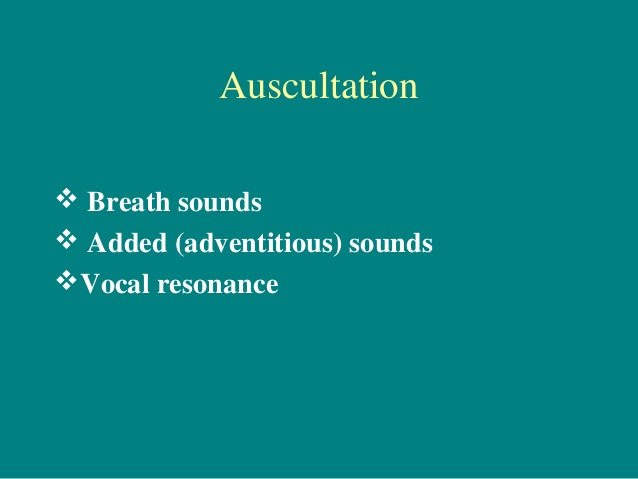 Auscultation
❖ Breath sounds
❖ Added (adventitious) sounds
❖Vocal resonance